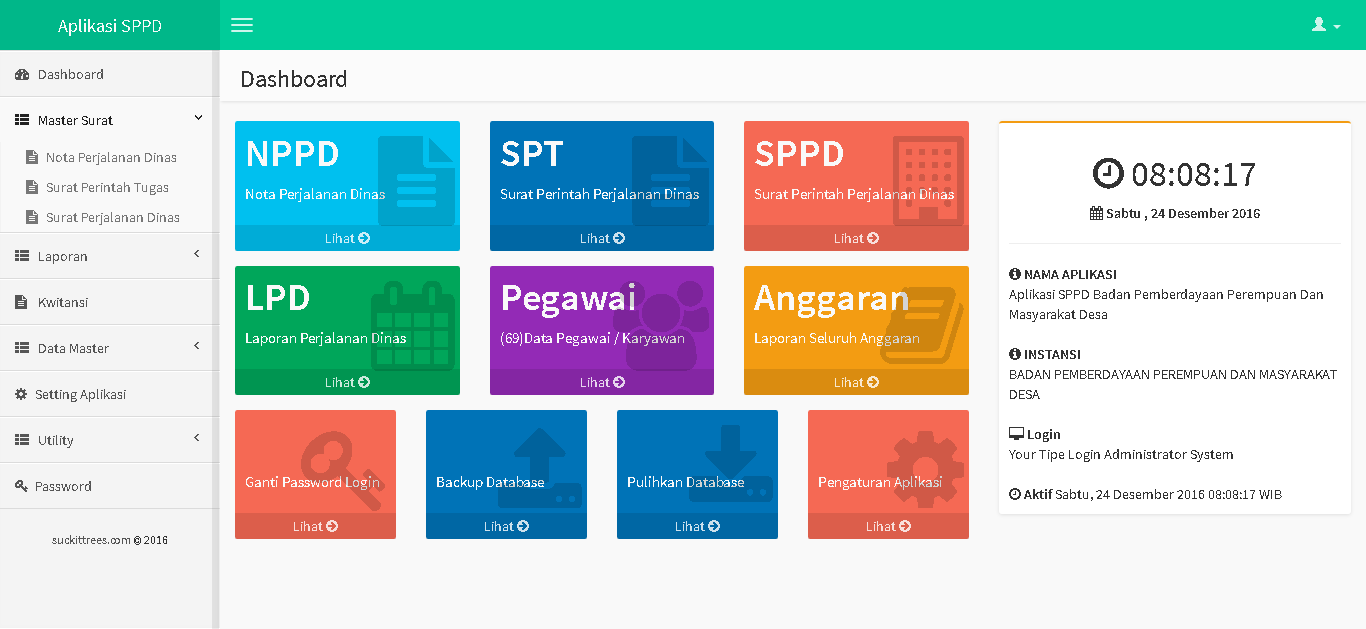 Aplikasi SPPD
Dashboard
Master Surat
Nota Perjalanan Dinas
Surat Perintah Tugas
Surat Perjalanan Dinas
Laporan
Kwitansi
Data Master
Setting Aplikasi
Utility
Password
suckittrees.com © 2016
Dashboard
NPPD
Nota Perjalanan Dinas
Lihat
SPT
Surat Perintah Perjalanan Dinas
Lihat
SPPD
Surat Perintah Perjalanan Dinas
Lihat
LPD
Laporan Perjalanan Dinas
Lihat
Pegawai
(69)Data Pegawai / Karyawan
Lihat
Anggaran
Laporan Seluruh Anggaran
Lihat
Ganti Password Login
Lihat
Backup Database
Lihat
Pulihkan Database
Lihat
Pengaturan Aplikasi
Lihat
08:08:17
Sabtu , 24 Desember 2016
NAMA APLIKASI
Aplikasi SPPD Badan Pemberdayaan Perempuan Dan
Masyarakat Desa
INSTANSI
BADAN PEMBERDAYAAN PEREMPUAN DAN MASYARAKAT
DESA
Login
Your Tipe Login Administrator System
Aktif Sabtu, 24 Desember 2016 08:08:17 WIB